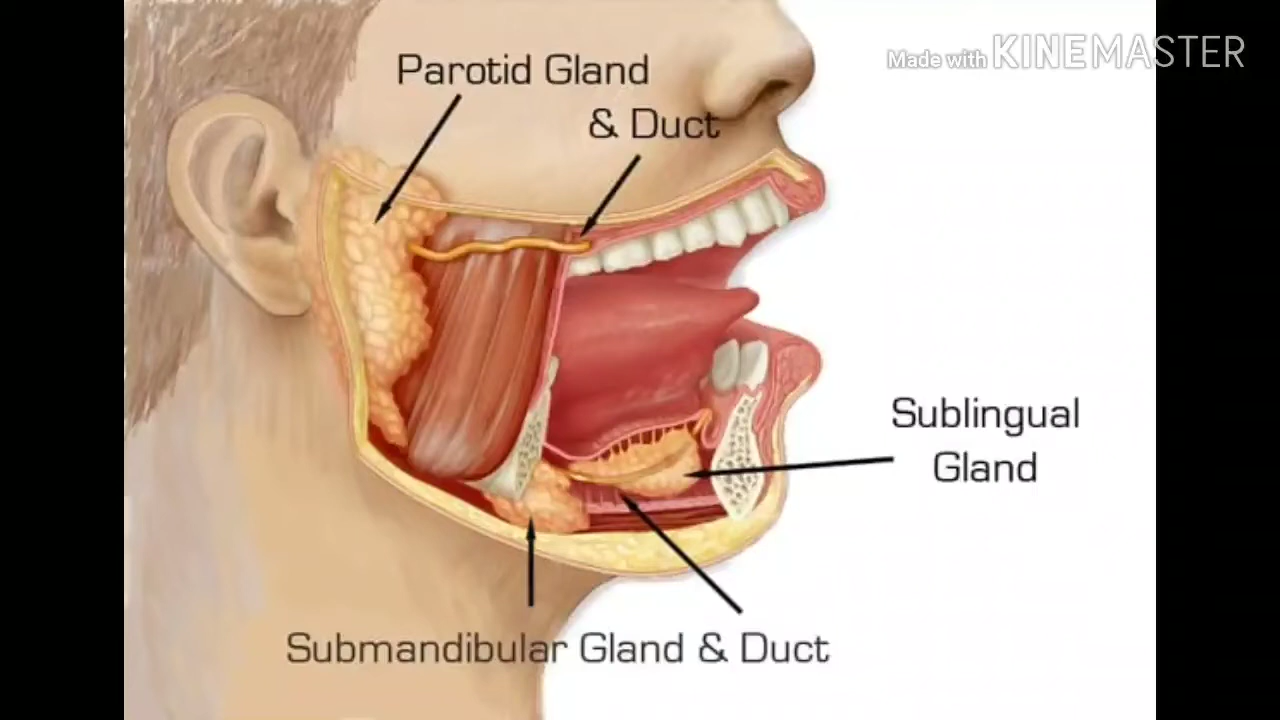 Made with KINEMASTER
Parotid Gland
& Duct
Sublingual
Gland
Submandibular Gland & Duct